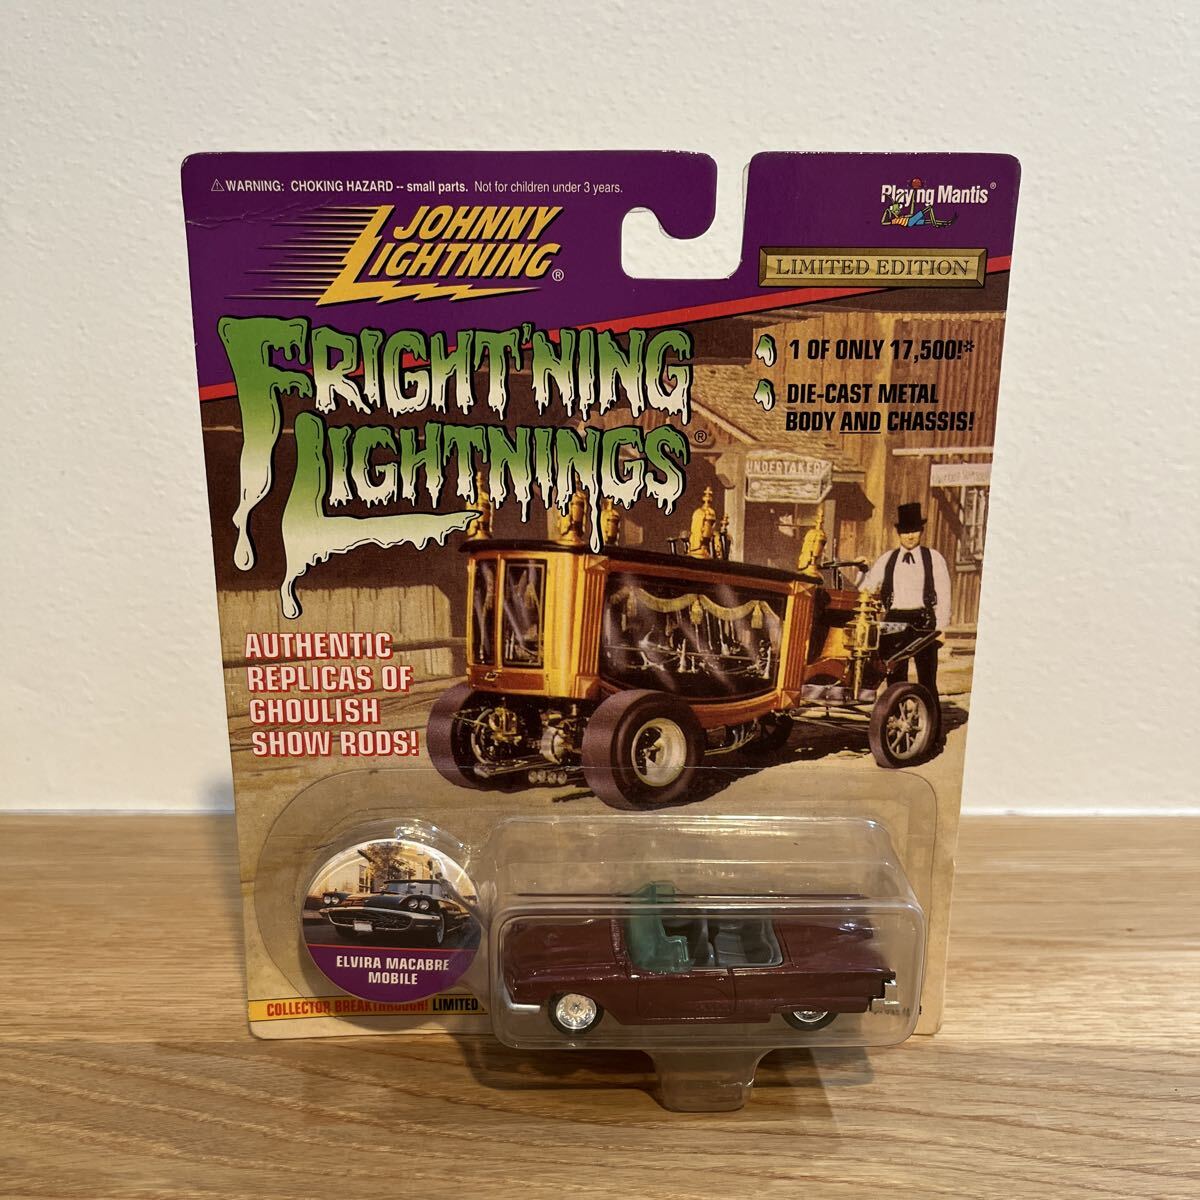 ⚠WARNING: CHOKING HAZARD -- small parts. Not for children under 3 years.
JOHNNY
LIGHTNING®
Playing Mantis®
LIMITED EDITION
FRIGHT'NING
LIGHTNINGS®
1 OF ONLY 17,500!*
DIE-CAST METAL
BODY AND CHASSIS!
UNDERTAKER
AUTHENTIC
REPLICAS OF
GHOULISH
SHOW RODS!
ELVIRA MACABRE
MOBILE
COLLECTOR BREAKTHROUGH! LIMITED